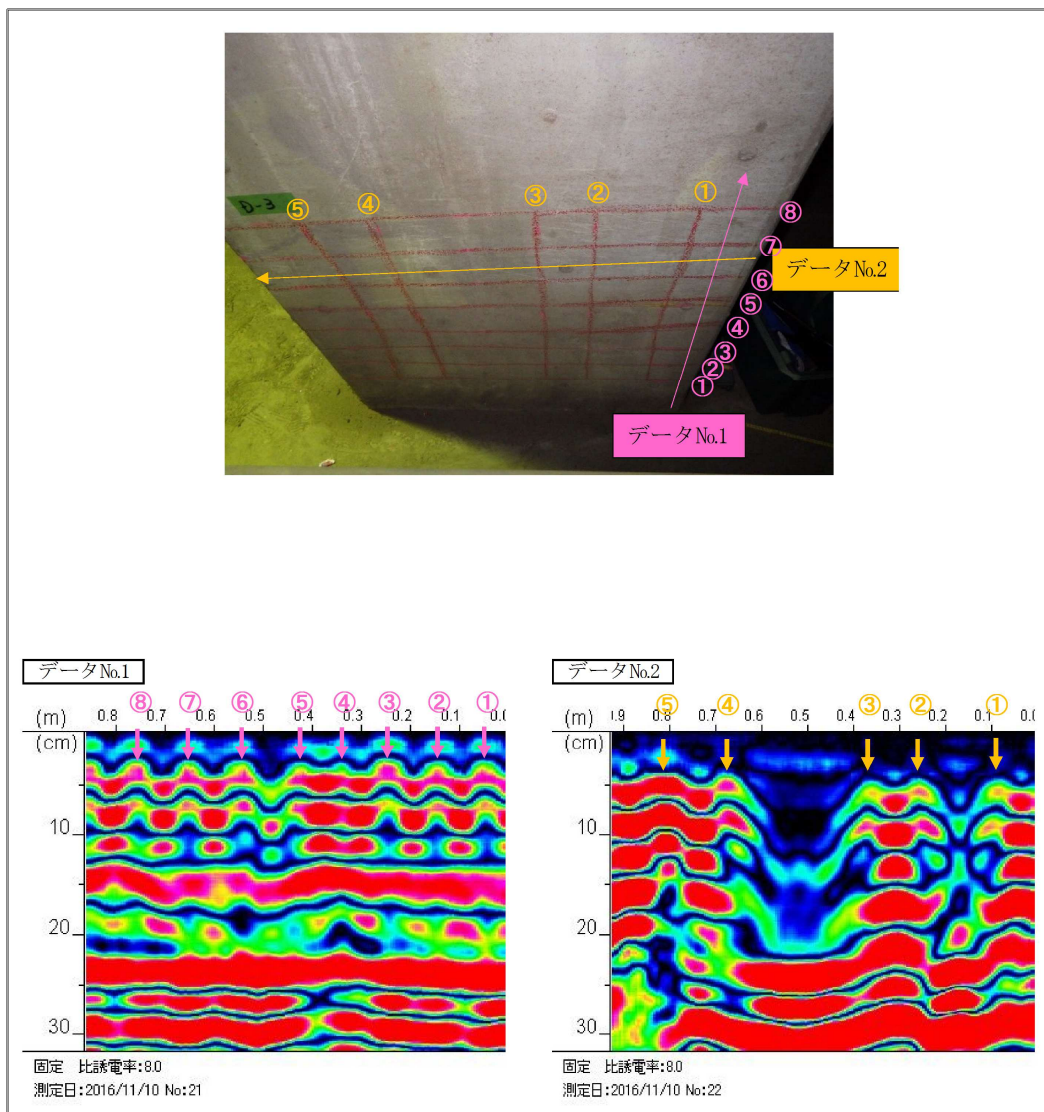 D-3
⑤ ④ ③ ② ①
⑧
⑦
データ№2
⑥
⑤
④
③
②
①
データ№1
データ№1
⑧ ⑦ ⑥ ⑤ ④ ③ ② ①
(m) 0.8 0.7 0.6 0.5 0.4 0.3 0.2 0.1 0.0
(cm)
10
20
30
固定 比誘電率:8.0
測定日:2016/11/10 No:21
データ№2
⑤ ④ ③ ② ①
(m) 0.9 0.8 0.7 0.6 0.5 0.4 0.3 0.2 0.1 0.0
(cm)
10
20
30
固定 比誘電率:8.0
測定日:2016/11/10 No:22